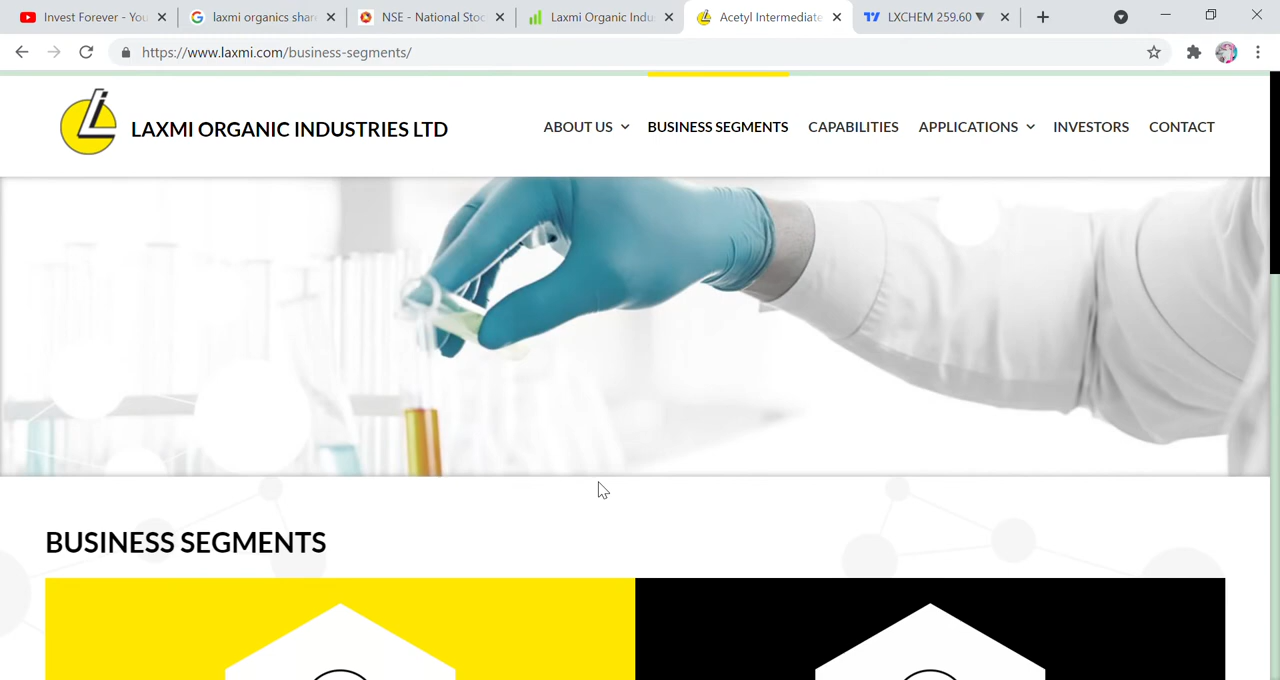 Invest Forever - You
laxmi organics shar
NSE - National Stoc
Laxmi Organic Indu
Acetyl Intermediate
LXCHEM 259.60 ▼
https://www.laxmi.com/business-segments/
LAXMI ORGANIC INDUSTRIES LTD
ABOUT US
BUSINESS SEGMENTS
CAPABILITIES
APPLICATIONS
INVESTORS
CONTACT
BUSINESS SEGMENTS